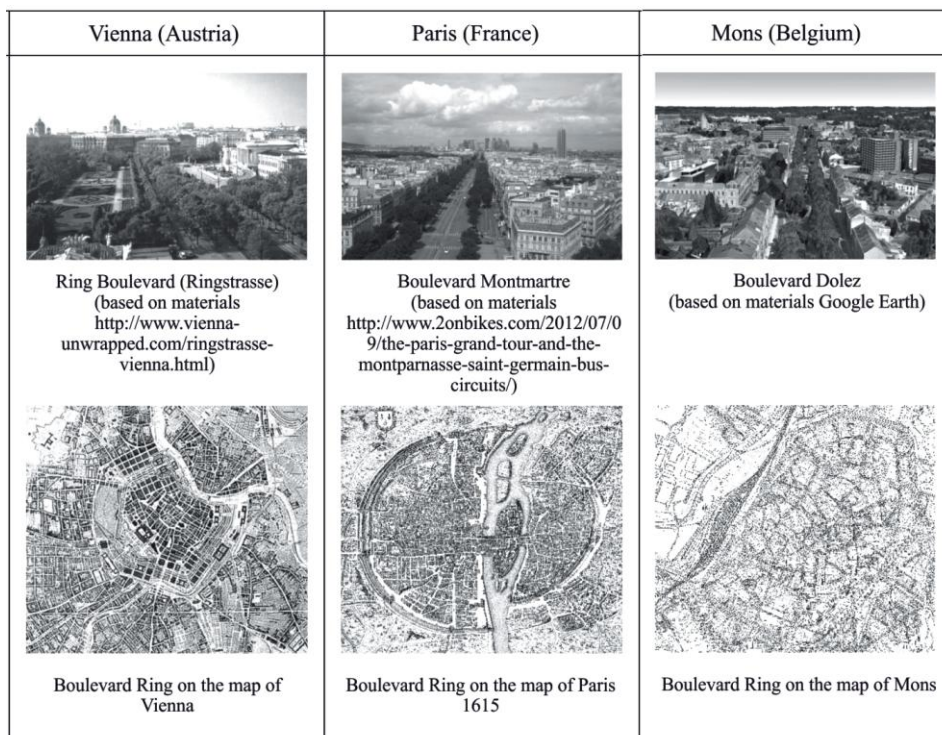 Vienna (Austria)
Paris (France)
Mons (Belgium)
Ring Boulevard (Ringstrasse)
(based on materials
http://www.vienna-
unwrapped.com/ringstrasse-
vienna.html)
Boulevard Montmartre
(based on materials
http://www.2onbikes.com/2012/07/0
9/the-paris-grand-tour-and-the-
montparnasse-saint-germain-bus-
circuits/)
Boulevard Dolez
(based on materials Google Earth)
Boulevard Ring on the map of
Vienna
Boulevard Ring on the map of Paris
1615
Boulevard Ring on the map of Mons